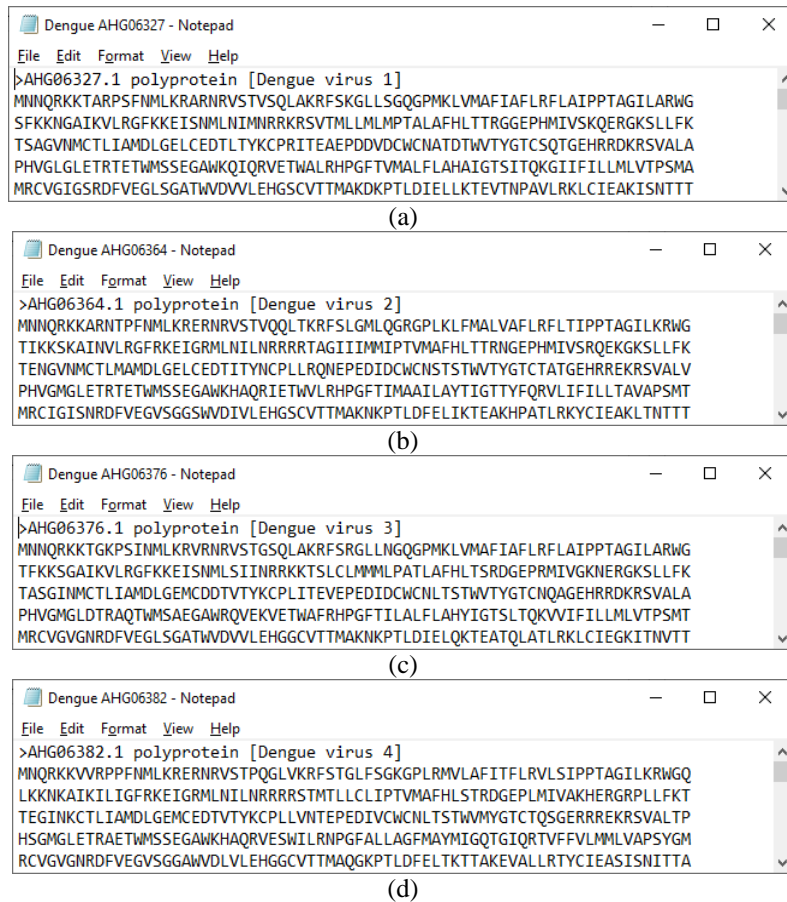 Dengue AHG06327 - Notepad
File Edit Format View Help
>AHG06327.1 polyprotein [Dengue virus 1]
MNNQRKKTARPSFNMLKRARNRVSTVSQLAKRFSKGLLSGQGPMKLVMAFIAFLRFLAIPPTAGILARWG
SFKKNGAIKVLRGFKKEISNMLNIMNRRKRSVTMLLMLMPTALAFHLTTRGGEPHMIVSKQERGKSLLFK
TSAGVNMCTLIAMDLGELCEDTLTYKCPRITEAEPDDVDCWCNATDTWVTYGTCSQTGEHRRDKRSVALA
PHVGLGLETRTETWMSSEGAWKQIQRVETWALRHPGFTVMALFLAHAIGTSITQKGIIFILLMLVTPSMA
MRCVGIGSRDFVEGLSGATWVDVVLEHGSCVTTMAKDKPTLDIELLKTEVTNPAVLRKLCIEAKISNTTT
(a)
Dengue AHG06364 - Notepad
File Edit Format View Help
>AHG06364.1 polyprotein [Dengue virus 2]
MNNQRKKARNTPFNMLKRERNRVSTVQQLTKRFSLGMLQGRGPLKLFMALVAFLRFLTIPPTAGILKRWG
TIKKSKAINVLRGFRKEIGRMLNILNRRRRTAGIIIMMIPTVMAFHLTTRNGEPHMIVSRQEKGKSLLFK
TENGVNMCTLMAMDLGELCEDTITYNCPLLRQNEPEDIDCWCNSTSTWVTYGTCTATGEHRREKRSVALV
PHVGMGLETRTETWMSSEGAWKHAQRIETWVLRHPGFTIMAAILAYTIGTTYFQRVLIFILLTAVAPSMT
MRCIGISNRDFVEGVSGGSWVDIVLEHGSCVTTMAKNKPTLDFELIKTEAKHPATLRKYCIEAKLTNTTT
(b)
Dengue AHG06376 - Notepad
File Edit Format View Help
>AHG06376.1 polyprotein [Dengue virus 3]
MNNQRKKTGKPSINMLKRVRNRVSTGSQLAKRFSRGLLNGQGPMKLVMAFIAFLRFLAIPPTAGILARWG
TFKKSGAIKVLRGFKKEISNMLSIINRRKKTSLCLMMMLPATLAFHLTSRDGEPRMIVGKNERGKSLLFK
TASGINMCTLIAMDLGEMCDDTVTYKCPLITEVEPEDIDCWCNLTSTWVTYGTCNQAGEHRRDKRSVALA
PHVGMGLDTRAQTWMSAEGAWRQVEKVETWAFRHPGFTILALFLAHYIGTSLTQKVVIFILLMLVTPSMT
MRCVGVGNRDFVEGLSGATWVDVVLEHGGCVTTMAKNKPTLDIELQKTEATQLATLRKLCIEGKITNVTT
(c)
Dengue AHG06382 - Notepad
File Edit Format View Help
>AHG06382.1 polyprotein [Dengue virus 4]
MNQRKKVVRPPFNMLKRERNRVSTPQGLVKRFSTGLFSGKGPLRMVLAFITFLRVLSIPPTAGILKRWGQ
LKKNKAIKILIGFRKEIGRMLNILNRRRRSTMTLLCLIPTVMAFHLSTRDGEPLMIVAKHERGRPLLFKT
TEGINKCTLIAMDLGEMCEDTVTYKCPLLVNTEPEDIVCWCNLTSTWVMYGTCTQSGERRREKRSVALTP
HSGMGLETRAETWMSSEGAWKHAQRVESWILRNPGFALLAGFMAYMIGQTGIQRTVFFVLMMLVAPSYGM
RCVGVGNRDFVEGVSGGAWVDLVLEHGGCVTTMAQGKPTLDFELTKTTAKEVALLRTYCIEASISNITTA
(d)